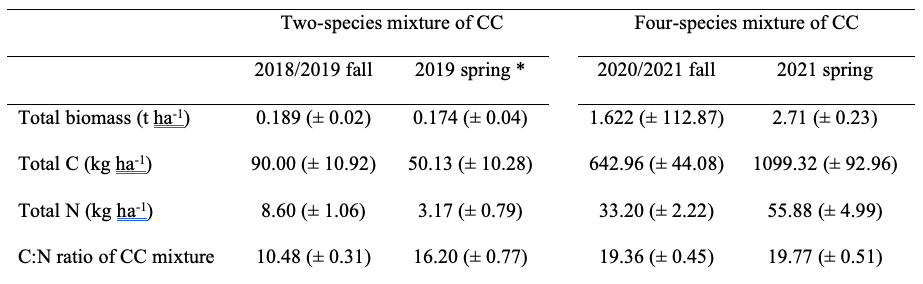 Two-species mixture of CC Four-species mixture of CC
2018/2019 fall 2019 spring * 2020/2021 fall 2021 spring
Total biomass (t ha⁻¹) 0.189 (± 0.02) 0.174 (± 0.04) 1.622 (± 112.87) 2.71 (± 0.23)
Total C (kg ha⁻¹) 90.00 (± 10.92) 50.13 (± 10.28) 642.96 (± 44.08) 1099.32 (± 92.96)
Total N (kg ha⁻¹) 8.60 (± 1.06) 3.17 (± 0.79) 33.20 (± 2.22) 55.88 (± 4.99)
C:N ratio of CC mixture 10.48 (± 0.31) 16.20 (± 0.77) 19.36 (± 0.45) 19.77 (± 0.51)